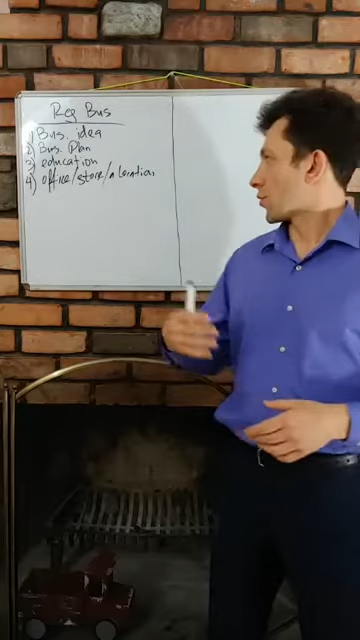 Reg Bus
1) Bus. idea
2) Bus. Plan
3) education
4) office/store/a location